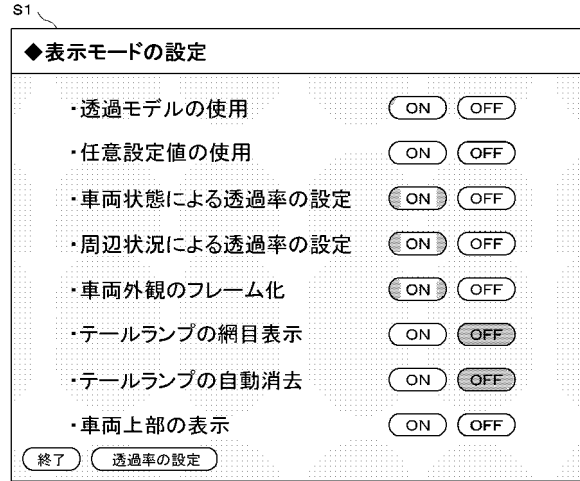 S1
◆表示モードの設定
・透過モデルの使用 ON OFF
・任意設定値の使用 ON OFF
・車両状態による透過率の設定 ON OFF
・周辺状況による透過率の設定 ON OFF
・車両外観のフレーム化 ON OFF
・テールランプの網目表示 ON OFF
・テールランプの自動消去 ON OFF
・車両上部の表示 ON OFF
終了 透過率の設定